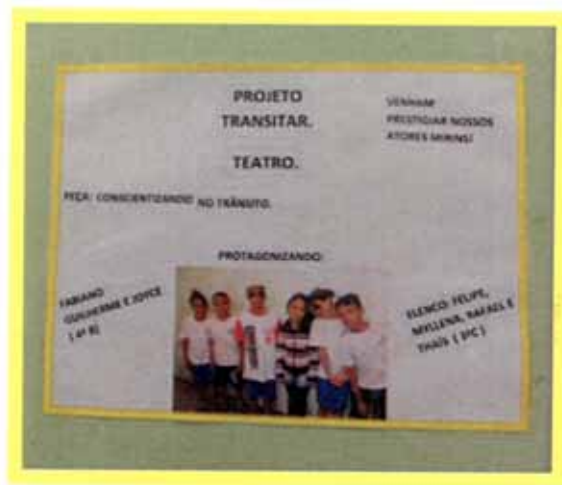 PROJETO
TRANSITAR.
VENHAM
PRESTIGIAR NOSSOS
ATORES MIRINS!
TEATRO.
PEÇA: CONSCIENTIZANDO NO TRÂNSITO.
PROTAGONIZANDO:
FABIANO
GUILHERME E JOYCE
( 4º B)
ELENCO: FELIPE,
MYLLENA, RAFAEL E
THAÍS ( 3ºC )